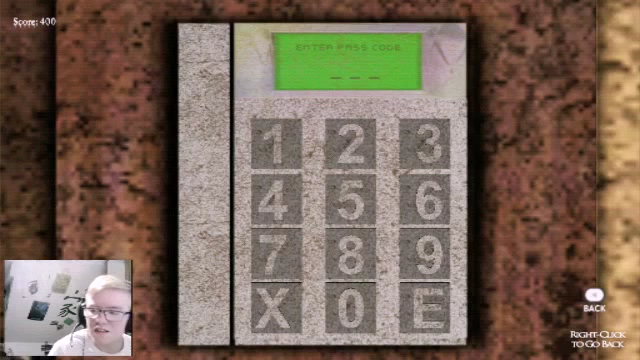 Score: 400
ENTER PASS CODE
_ _ _
1 2 3
4 5 6
7 8 9
X 0 E
BACK
RIGHT-CLICK
TO GO BACK